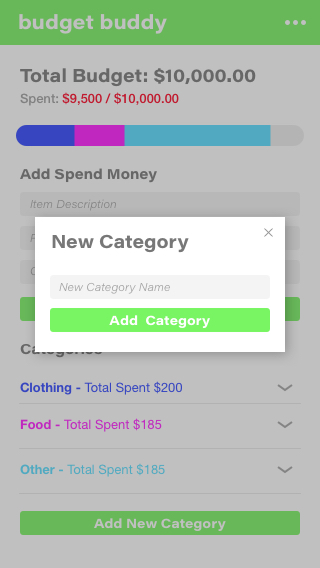 budget buddy
Total Budget: $10,000.00
Spent: $9,500 / $10,000.00
Add Spend Money
Item Description
New Category
New Category Name
Add Category
Categories
Clothing - Total Spent $200
Food - Total Spent $185
Other - Total Spent $185
Add New Category